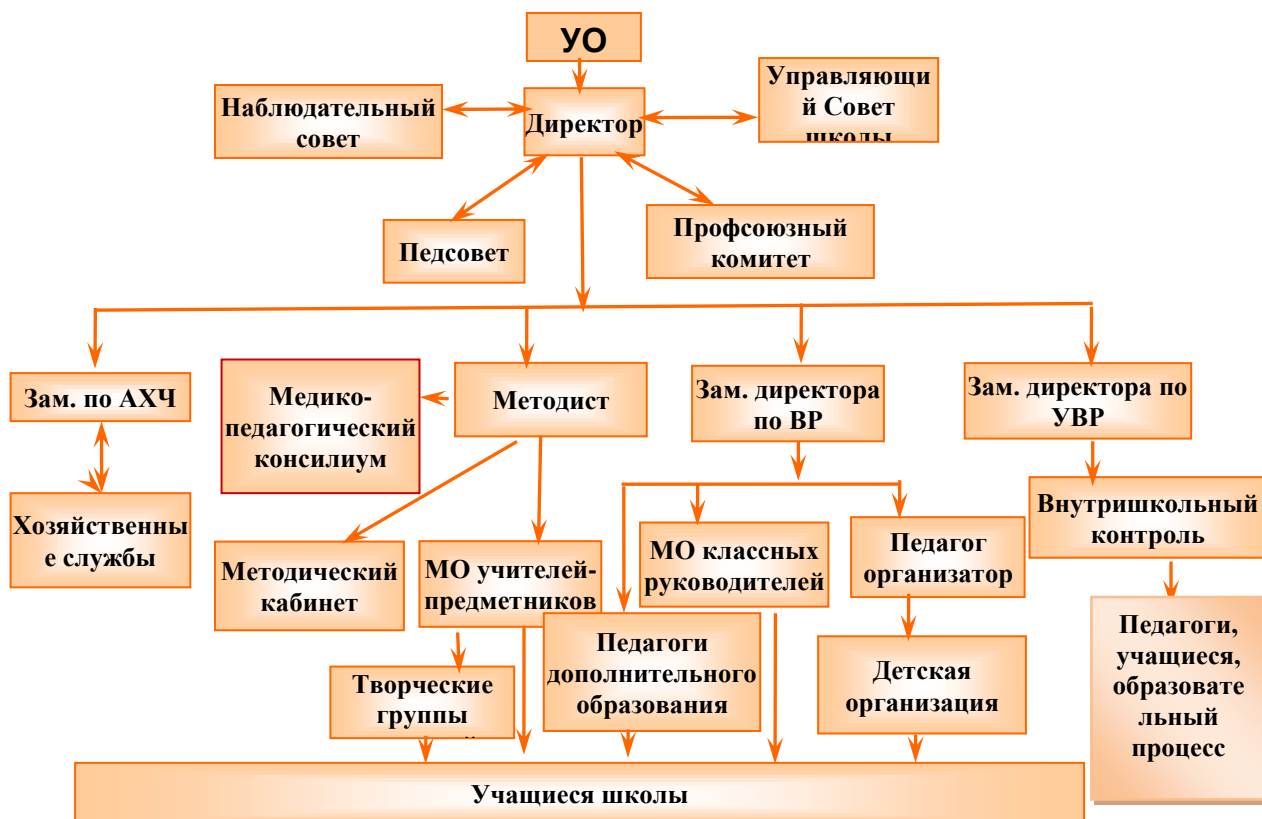 УО
Наблюдательный
совет
Директор
Управляющи
й Совет
школы
Педсовет
Профсоюзный
комитет
Зам. по АХЧ
Медико-
педагогический
консилиум
Методист
Зам. директора
по ВР
Зам. директора по
УВР
Хозяйственны
е службы
Методический
кабинет
МО учителей-
предметников
МО классных
руководителей
Педагог
организатор
Внутришкольный
контроль
Творческие
группы
Педагоги
дополнительного
образования
Детская
организация
Педагоги,
учащиеся,
образовате
льный
процесс
Учащиеся школы